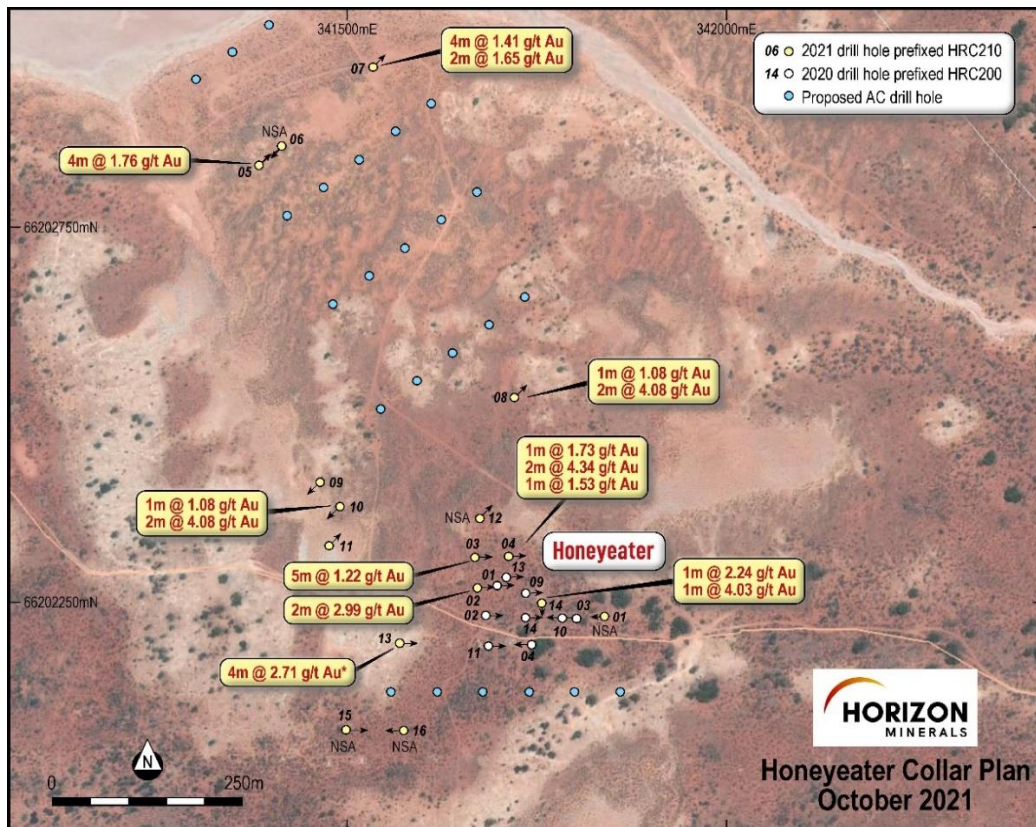 341500mE
342000mE
06 2021 drill hole prefixed HRC210
14 2020 drill hole prefixed HRC200
Proposed AC drill hole
07
4m @ 1.41 g/t Au
2m @ 1.65 g/t Au
NSA
06
4m @ 1.76 g/t Au
05
66202750mN
08
1m @ 1.08 g/t Au
2m @ 4.08 g/t Au
1m @ 1.73 g/t Au
2m @ 4.34 g/t Au
1m @ 1.53 g/t Au
09
1m @ 1.08 g/t Au
2m @ 4.08 g/t Au
10
11
NSA
12
Honeyeater
03
04
5m @ 1.22 g/t Au
13
01
09
1m @ 2.24 g/t Au
1m @ 4.03 g/t Au
66202250mN
2m @ 2.99 g/t Au
02
02
14
14
10
03
01
NSA
13
11
04
4m @ 2.71 g/t Au*
15
NSA
16
NSA
HORIZON
MINERALS
N
0
250m
Honeyeater Collar Plan
October 2021